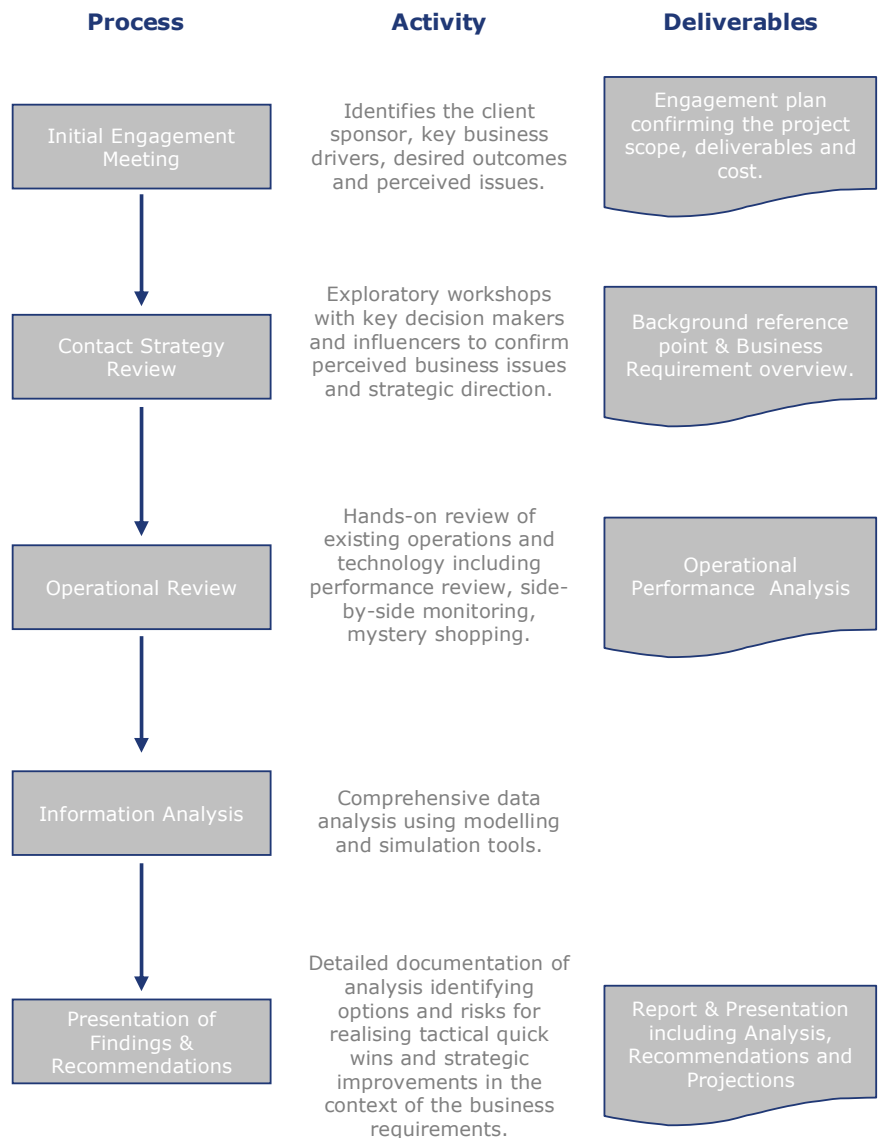 Process
Activity
Deliverables
Initial Engagement
Meeting
Identifies the client
sponsor, key business
drivers, desired outcomes
and perceived issues.
Engagement plan
confirming the project
scope, deliverables and
cost.
Contact Strategy
Review
Exploratory workshops
with key decision makers
and influencers to confirm
perceived business issues
and strategic direction.
Background reference
point & Business
Requirement overview.
Operational Review
Hands-on review of
existing operations and
technology including
performance review, side-
by-side monitoring,
mystery shopping.
Operational
Performance  Analysis
Information Analysis
Comprehensive data
analysis using modelling
and simulation tools.
Presentation of
Findings &
Recommendations
Detailed documentation of
analysis identifying
options and risks for
realising tactical quick
wins and strategic
improvements in the
context of the business
requirements.
Report & Presentation
including Analysis,
Recommendations and
Projections